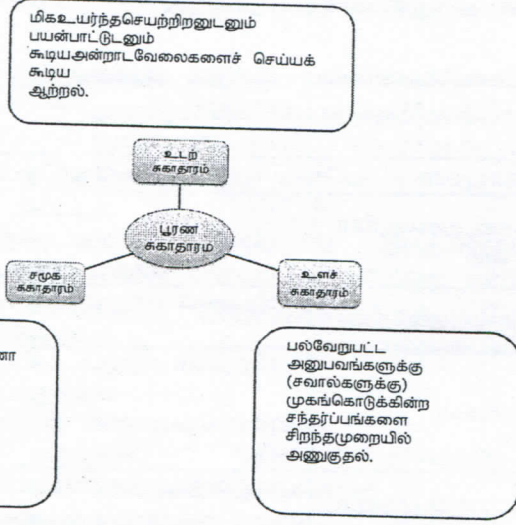 மிகஉயர்ந்தசெயற்றிறனுடனும்
பயன்பாட்டுடனும்
கூடியஅன்றாடவேலைகளைச் செய்யக்
கூடிய
ஆற்றல்.
உடற்
சுகாதாரம்
பூரண
சுகாதாரம்
சமூக
சுகாதாரம்
உளச்
சுகாதாரம்
பல்வேறுபட்ட
அனுபவங்களுக்கு
(சவால்களுக்கு)
முகங்கொடுக்கின்ற
சந்தர்ப்பங்களை
சிறந்தமுறையில்
அணுகுதல்.